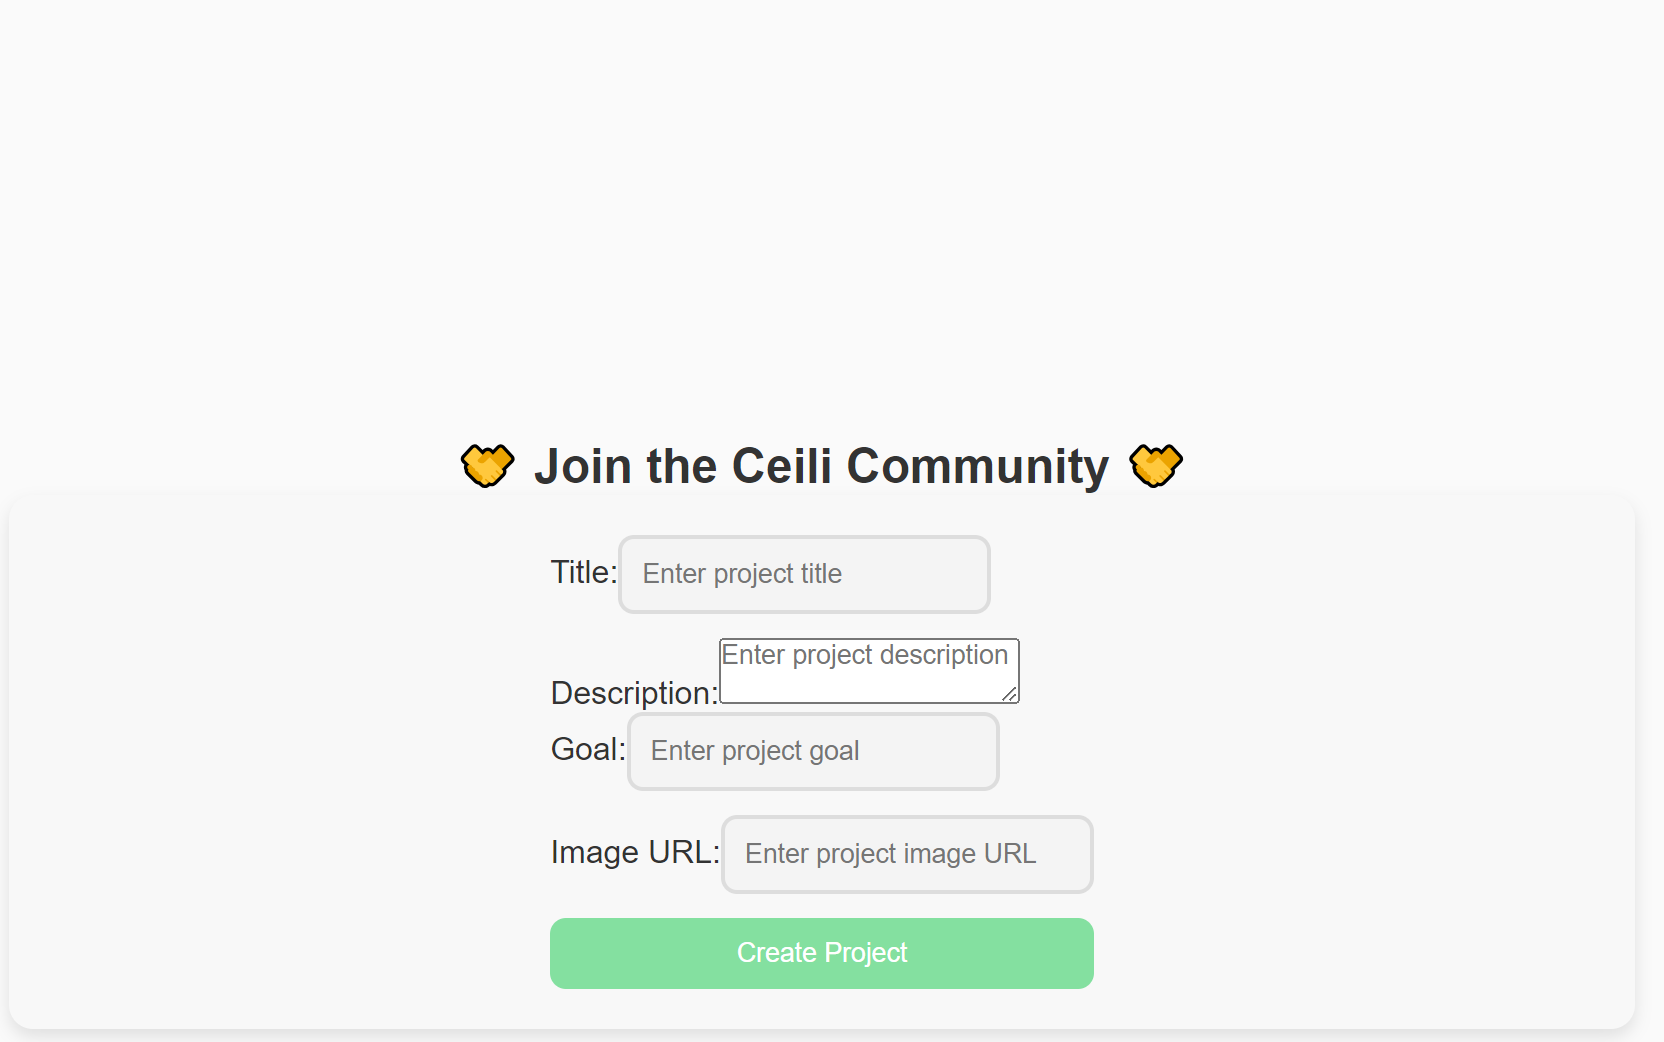 Join the Ceili Community
Title: Enter project title
Description: Enter project description
Goal: Enter project goal
Image URL: Enter project image URL
Create Project